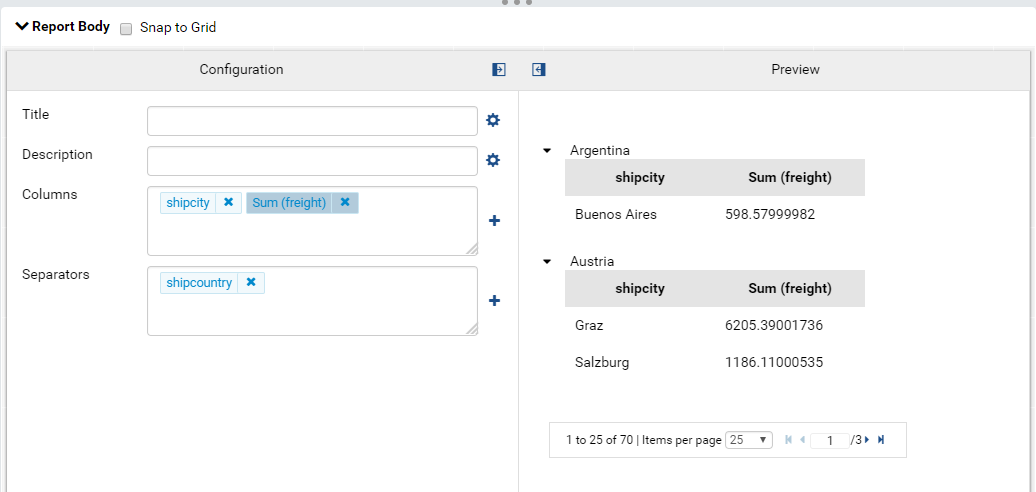 Report Body Snap to Grid
Configuration
Preview
Title
Description
Columns
shipcity Sum (freight)
Separators
shipcountry
Argentina
shipcity Sum (freight)
Buenos Aires 598.57999982
Austria
shipcity Sum (freight)
Graz 6205.39001736
Salzburg 1186.11000535
1 to 25 of 70 | Items per page 25 1 /3